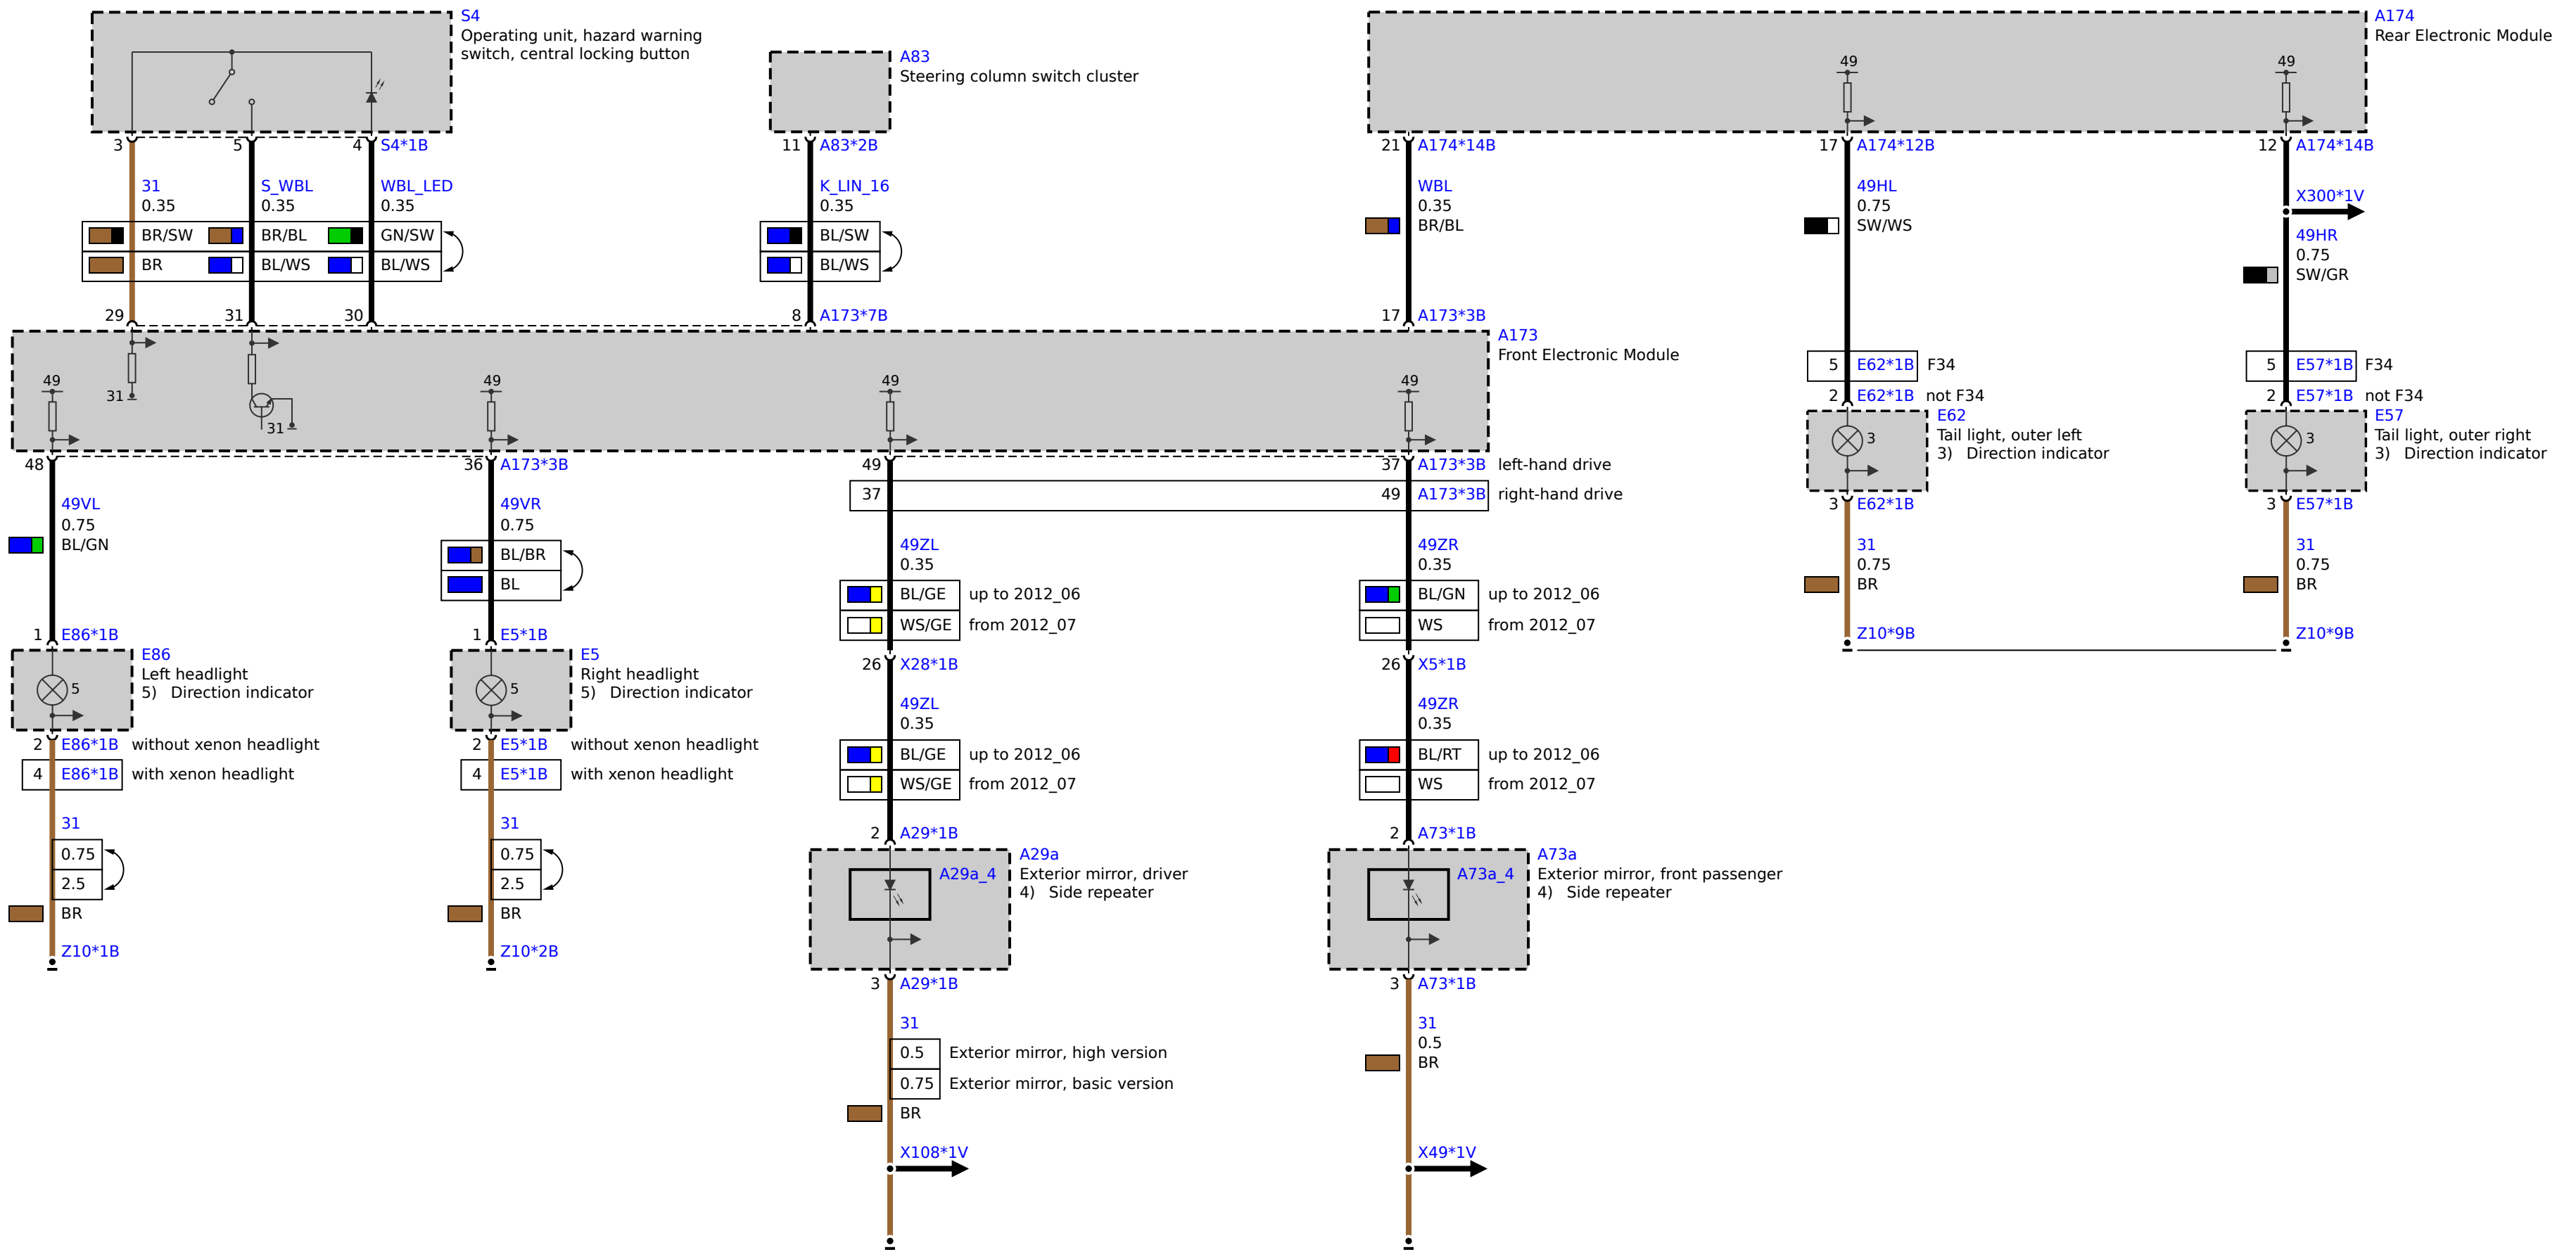 S4
Operating unit, hazard warning
switch, central locking button
A83
Steering column switch cluster
A174
Rear Electronic Module
49
49
3
5
4
S4*1B
11
A83*2B
21
A174*14B
17
A174*12B
12
A174*14B
31
0.35
S_WBL
0.35
WBL_LED
0.35
BR/SW
BR/BL
GN/SW
BR
BL/WS
BL/WS
K_LIN_16
0.35
BL/SW
BL/WS
WBL
0.35
BR/BL
49HL
0.75
SW/WS
X300*1V
49HR
0.75
SW/GR
29
31
30
8
A173*7B
17
A173*3B
A173
Front Electronic Module
49
31
31
49
49
49
5
E62*1B
F34
2
E62*1B
not F34
E62
Tail light, outer left
3) Direction indicator
3
3
E62*1B
31
0.75
BR
Z10*9B
5
E57*1B
F34
2
E57*1B
not F34
E57
Tail light, outer right
3) Direction indicator
3
3
E57*1B
31
0.75
BR
Z10*9B
48
36
A173*3B
49
37
A173*3B
left-hand drive
37
49
A173*3B
right-hand drive
49VL
0.75
BL/GN
1
E86*1B
E86
Left headlight
5) Direction indicator
5
2
E86*1B
without xenon headlight
4
E86*1B
with xenon headlight
31
0.75
2.5
BR
Z10*1B
49VR
0.75
BL/BR
BL
1
E5*1B
E5
Right headlight
5) Direction indicator
5
2
E5*1B
without xenon headlight
4
E5*1B
with xenon headlight
31
0.75
2.5
BR
Z10*2B
49ZL
0.35
BL/GE
up to 2012_06
WS/GE
from 2012_07
26
X28*1B
49ZL
0.35
BL/GE
up to 2012_06
WS/GE
from 2012_07
2
A29*1B
A29a
Exterior mirror, driver
4) Side repeater
A29a_4
3
A29*1B
31
0.5
Exterior mirror, high version
0.75
Exterior mirror, basic version
BR
X108*1V
49ZR
0.35
BL/GN
up to 2012_06
WS
from 2012_07
26
X5*1B
49ZR
0.35
BL/RT
up to 2012_06
WS
from 2012_07
2
A73*1B
A73a
Exterior mirror, front passenger
4) Side repeater
A73a_4
3
A73*1B
31
0.5
BR
X49*1V